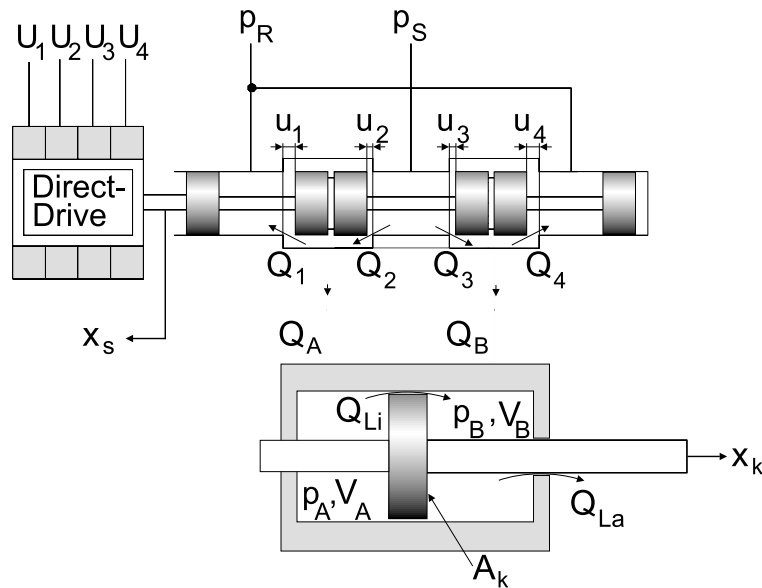 U1 U2 U3 U4
pR
pS
u1
u2
u3
u4
Direct-
Drive
Q1
Q2
Q3
Q4
xs
QA
QB
QLi
pB,VB
xk
pA,VA
QLa
Ak